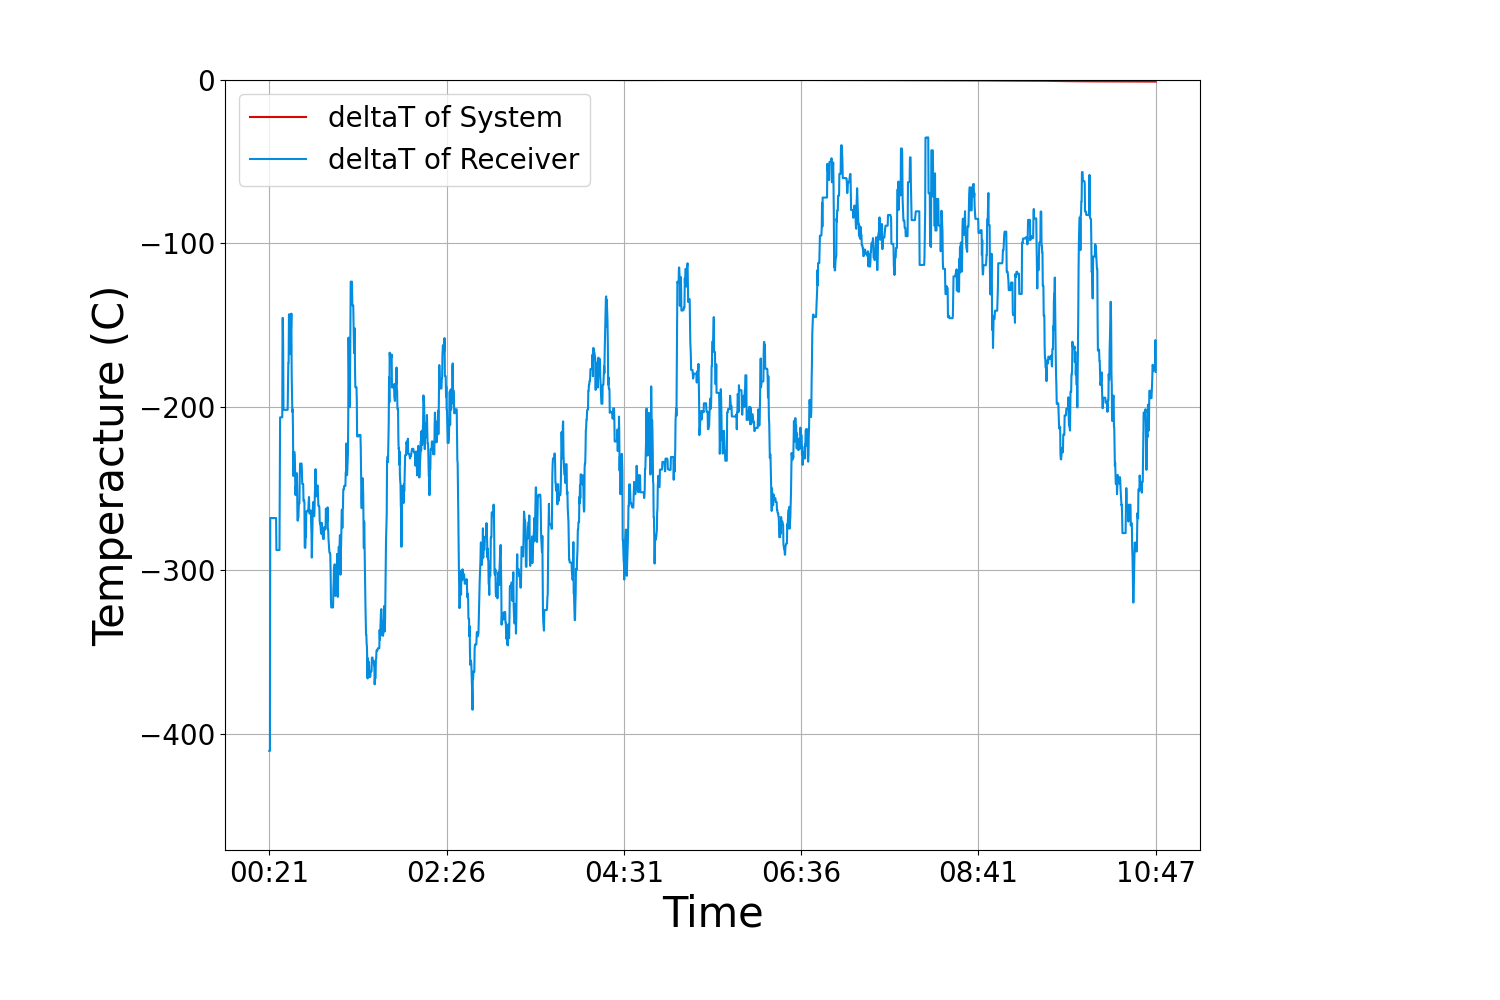 deltaT of System
deltaT of Receiver
Temperacture (C)
0
−100
−200
−300
−400
00:21 02:26 04:31 06:36 08:41 10:47
Time